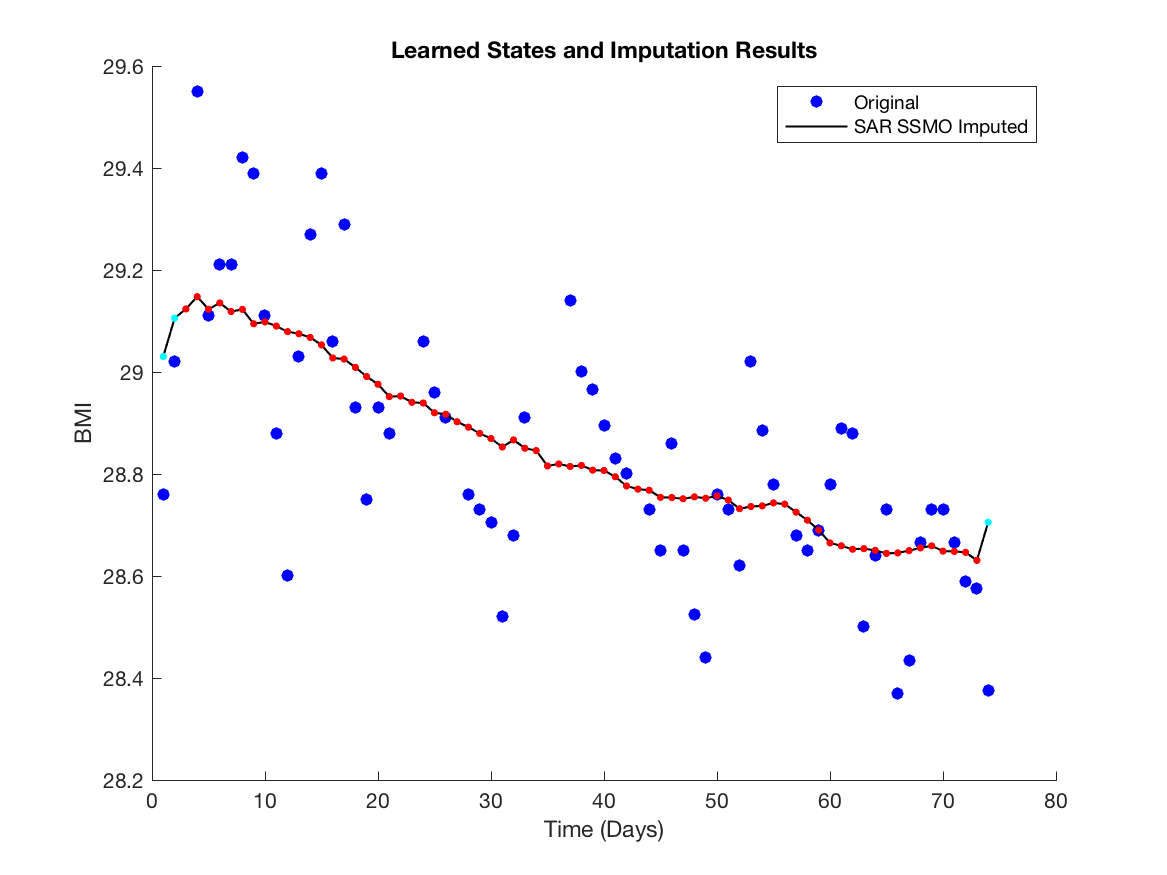 Learned States and Imputation Results
29.6
29.4
29.2
29
28.8
28.6
28.4
28.2
BMI
Original
SAR SSMO Imputed
0 10 20 30 40 50 60 70 80
Time (Days)